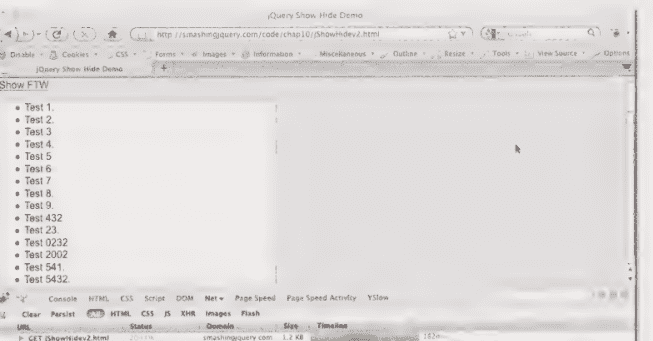 jQuery Show Hide Demo
http://smashingjquery.com/code/chap10/jShowHidev2.html
Disable Cookies CSS Forms Images Information Miscellaneous Outline Resize Tools View Source Options
jQuery Show Hide Demo +
Show FTW
Test 1.
Test 2.
Test 3
Test 4.
Test 5
Test 6
Test 7
Test 8.
Test 9.
Test 432
Test 23.
Test 0232
Test 2002
Test 541.
Test 5432.
Console HTML CSS Script DOM Net Page Speed Page Speed Activity YSlow
Clear Persist All HTML CSS JS XHR Images Flash
URL Status Domain Size Timeline
GET jShowHidev2.html smashingjquery.com 1.2 KB 162m